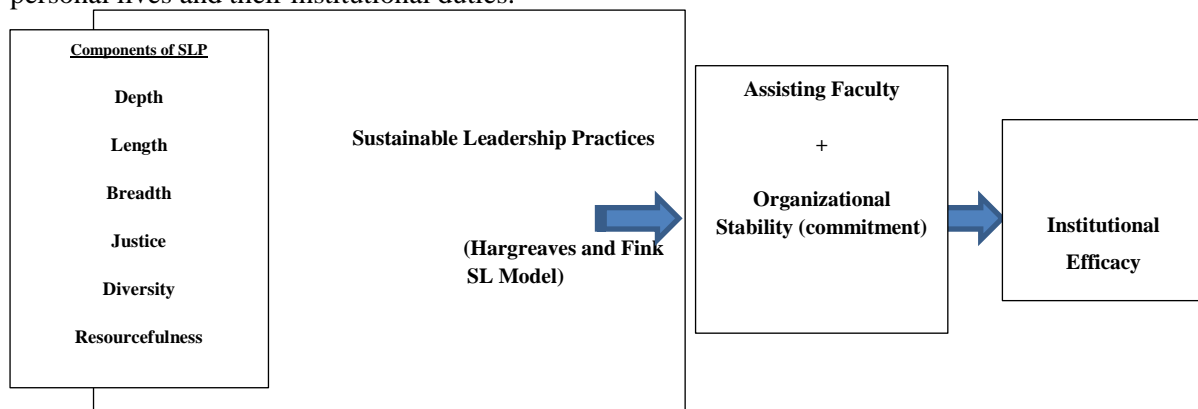 personal lives and their institutional duties.
Components of SLP
Depth
Length
Breadth
Justice
Diversity
Resourcefulness
Sustainable Leadership Practices
(Hargreaves and Fink
SL Model)
Assisting Faculty
+
Organizational
Stability (commitment)
Institutional
Efficacy